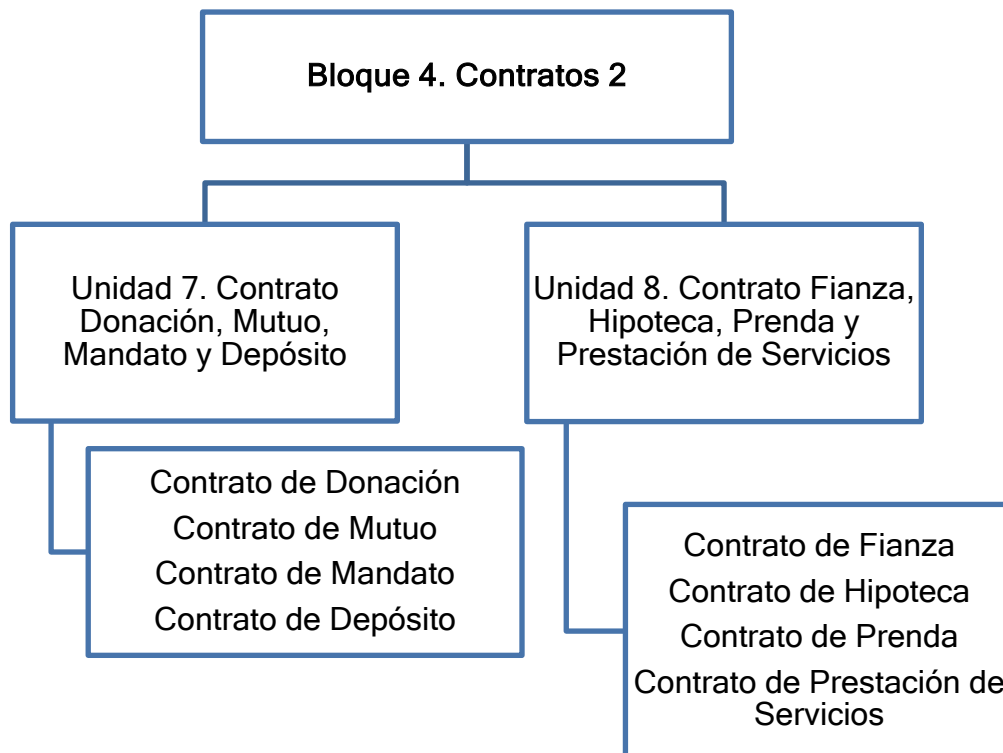 Bloque 4. Contratos 2
Unidad 7. Contrato
Donación, Mutuo,
Mandato y Depósito
Unidad 8. Contrato Fianza,
Hipoteca, Prenda y
Prestación de Servicios
Contrato de Donación
Contrato de Mutuo
Contrato de Mandato
Contrato de Depósito
Contrato de Fianza
Contrato de Hipoteca
Contrato de Prenda
Contrato de Prestación de
Servicios